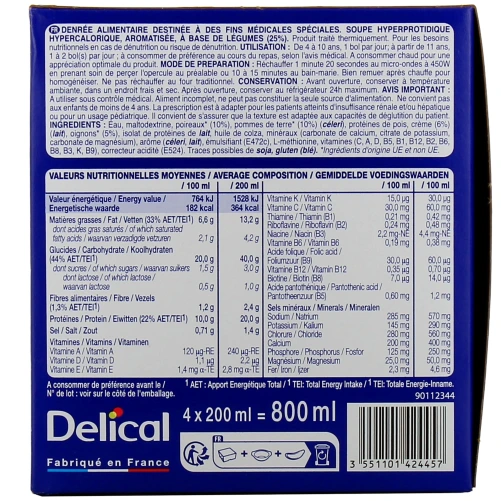 FR DENRÉE ALIMENTAIRE DESTINÉE À DES FINS MÉDICALES SPÉCIALES. SOUPE HYPERPROTIDIQUE
HYPERCALORIQUE, AROMATISÉE, À BASE DE LÉGUMES (25%). Produit traité thermiquement. Pour les besoins
nutritionnels en cas de dénutrition ou risque de dénutrition. UTILISATION : De 4 à 10 ans, 1 bol par jour; à partir de 11 ans,
1 à 2 bol(s) par jour; à consommer de préférence au cours du repas, selon l'avis médical. A consommer chaud pour une
appréciation optimale du produit. MODE DE PREPARATION : Réchauffer 1 minute 20 secondes au micro-ondes à 450W
en prenant soin de perper l'opercule au préalable ou 10 à 15 minutes au bain-marie. Bien remuer après chauffage pour
homogénéiser. Ne pas réchauffer au four traditionnel. CONSERVATION : Avant ouverture, conserver à température
ambiante, dans un endroit frais et sec. Après ouverture, conserver au réfrigérateur 24h maximum. AVIS IMPORTANT :
A utiliser sous contrôle médical. Aliment incomplet, ne peut pas constituer la seule source d'alimentation. Ne convient pas
aux enfants de moins de 4 ans. La prescription est à adapter pour les patients atteints d'insuffisance rénale et/ou hépatique
ou pour un usage pédiatrique. Il convient de s'assurer que la texture est adaptée aux capacités de déglutition du patient.
INGRÉDIENTS : Eau, maltodextrine, poireaux* (10%), pommes de terre* (10%) (céleri), protéines de pois, crème (6%)
(lait), oignons* (5%), isolat de protéines de lait, huile de colza, minéraux (carbonate de calcium, citrate de potassium,
carbonate de magnésium), arôme (céleri, lait), émulsifiant (E472c), L-méthionine, vitamines (C, A, D, B5, B1, B12, B2, B6,
B8, B3, K, B9), correcteur acidité (E524). Traces possibles de soja, gluten (blé). *Ingrédients d'origine UE et non UE.
VALEURS NUTRITIONNELLES MOYENNES / AVERAGE COMPOSITION / GEMIDDELDE VOEDINGSWAARDEN
/ 100 ml / 200 ml / 100 ml / 200 ml
Valeur énergétique / Energy value / 764 kJ 1528 kJ
Energetische waarde 182 kcal 364 kcal
Matières grasses / Fat / Vetten (33% AET/TEI¹) 6,6 g 13,2 g
dont acides gras saturés / of which saturated
fatty acids / waarvan verzadigde vetzuren 2,1 g 4,2 g
Glucides / Carbohydrate / Koolhydraten
(44% AET/TEI¹) 20,0 g 40,0 g
dont sucres / of which sugars / waarvan suikers 1,5 g 3,0 g
dont lactose / of which lactose /
waarvan lactose 0,5 g 1,0 g
Fibres alimentaires / Fibre / Vezels
(1,3% AET/TEI¹) 1,2 g 2,4 g
Protéines / Protein / Eiwitten (22% AET/TEI¹) 10,0 g 20,0 g
Sel / Salt / Zout 0,71 g 1,4 g
Vitamines / Vitamins / Vitaminen
Vitamine A / Vitamin A 120 µg-RE 240 µg-RE
Vitamine D / Vitamin D 1,1 µg 2,2 µg
Vitamine E / Vitamin E 1,4 mg α-TE 2,8 mg α-TE
Vitamine K / Vitamin K 15,0 µg 30,0 µg
Vitamine C / Vitamin C 30,0 mg 60,0 mg
Thiamine / Thiamin (B1) 0,21 mg 0,42 mg
Riboflavine / Riboflavin (B2) 0,24 mg 0,48 mg
Niacine / Niacin (B3) 2,2 mg-NE 4,4 mg-NE
Vitamine B6 / Vitamin B6 0,19 mg 0,38 mg
Acide folique / Folic acid /
Foliumzuur (B9) 30,0 µg 60,0 µg
Vitamine B12 / Vitamin B12 0,35 µg 0,70 µg
Biotine / Biotin (B8) 7,0 µg 14,0 µg
Acide pantothénique / Pantothenic acid /
Pantotheenzuur (B5) 0,60 mg 1,2 mg
Sels minéraux / Minerals / Mineralen
Sodium / Natrium 285 mg 570 mg
Potassium / Kalium 145 mg 290 mg
Chlorure / Chloride 280 mg 560 mg
Calcium 200 mg 400 mg
Phosphore / Phosphorus / Fosfor 125 mg 250 mg
Magnésium / Magnesium 25,0 mg 50,0 mg
Fer / Iron / Ijzer 2,3 mg 4,6 mg
A consommer de préférence avant le /
N° de lot : voir sur le côté de l'emballage.
¹ AET : Apport Energétique Total / ¹ TEI: Total Energy Intake / ¹ TEI: Totale Energie-Inname.
90112344
Delical
Fabriqué en France
4 x 200 ml = 800 ml
FR
3 551101 424457